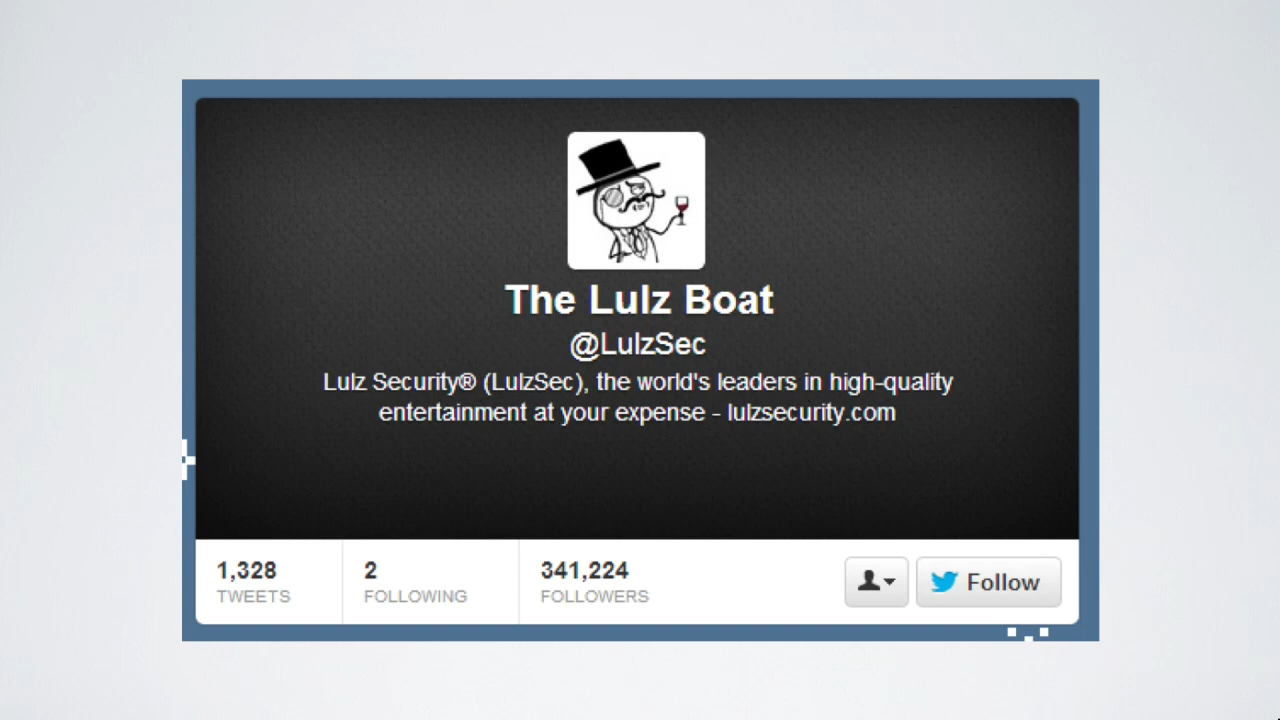 The Lulz Boat
@LulzSec
Lulz Security® (LulzSec), the world's leaders in high-quality
entertainment at your expense - lulzsecurity.com
1,328 2 341,224
TWEETS FOLLOWING FOLLOWERS
Follow